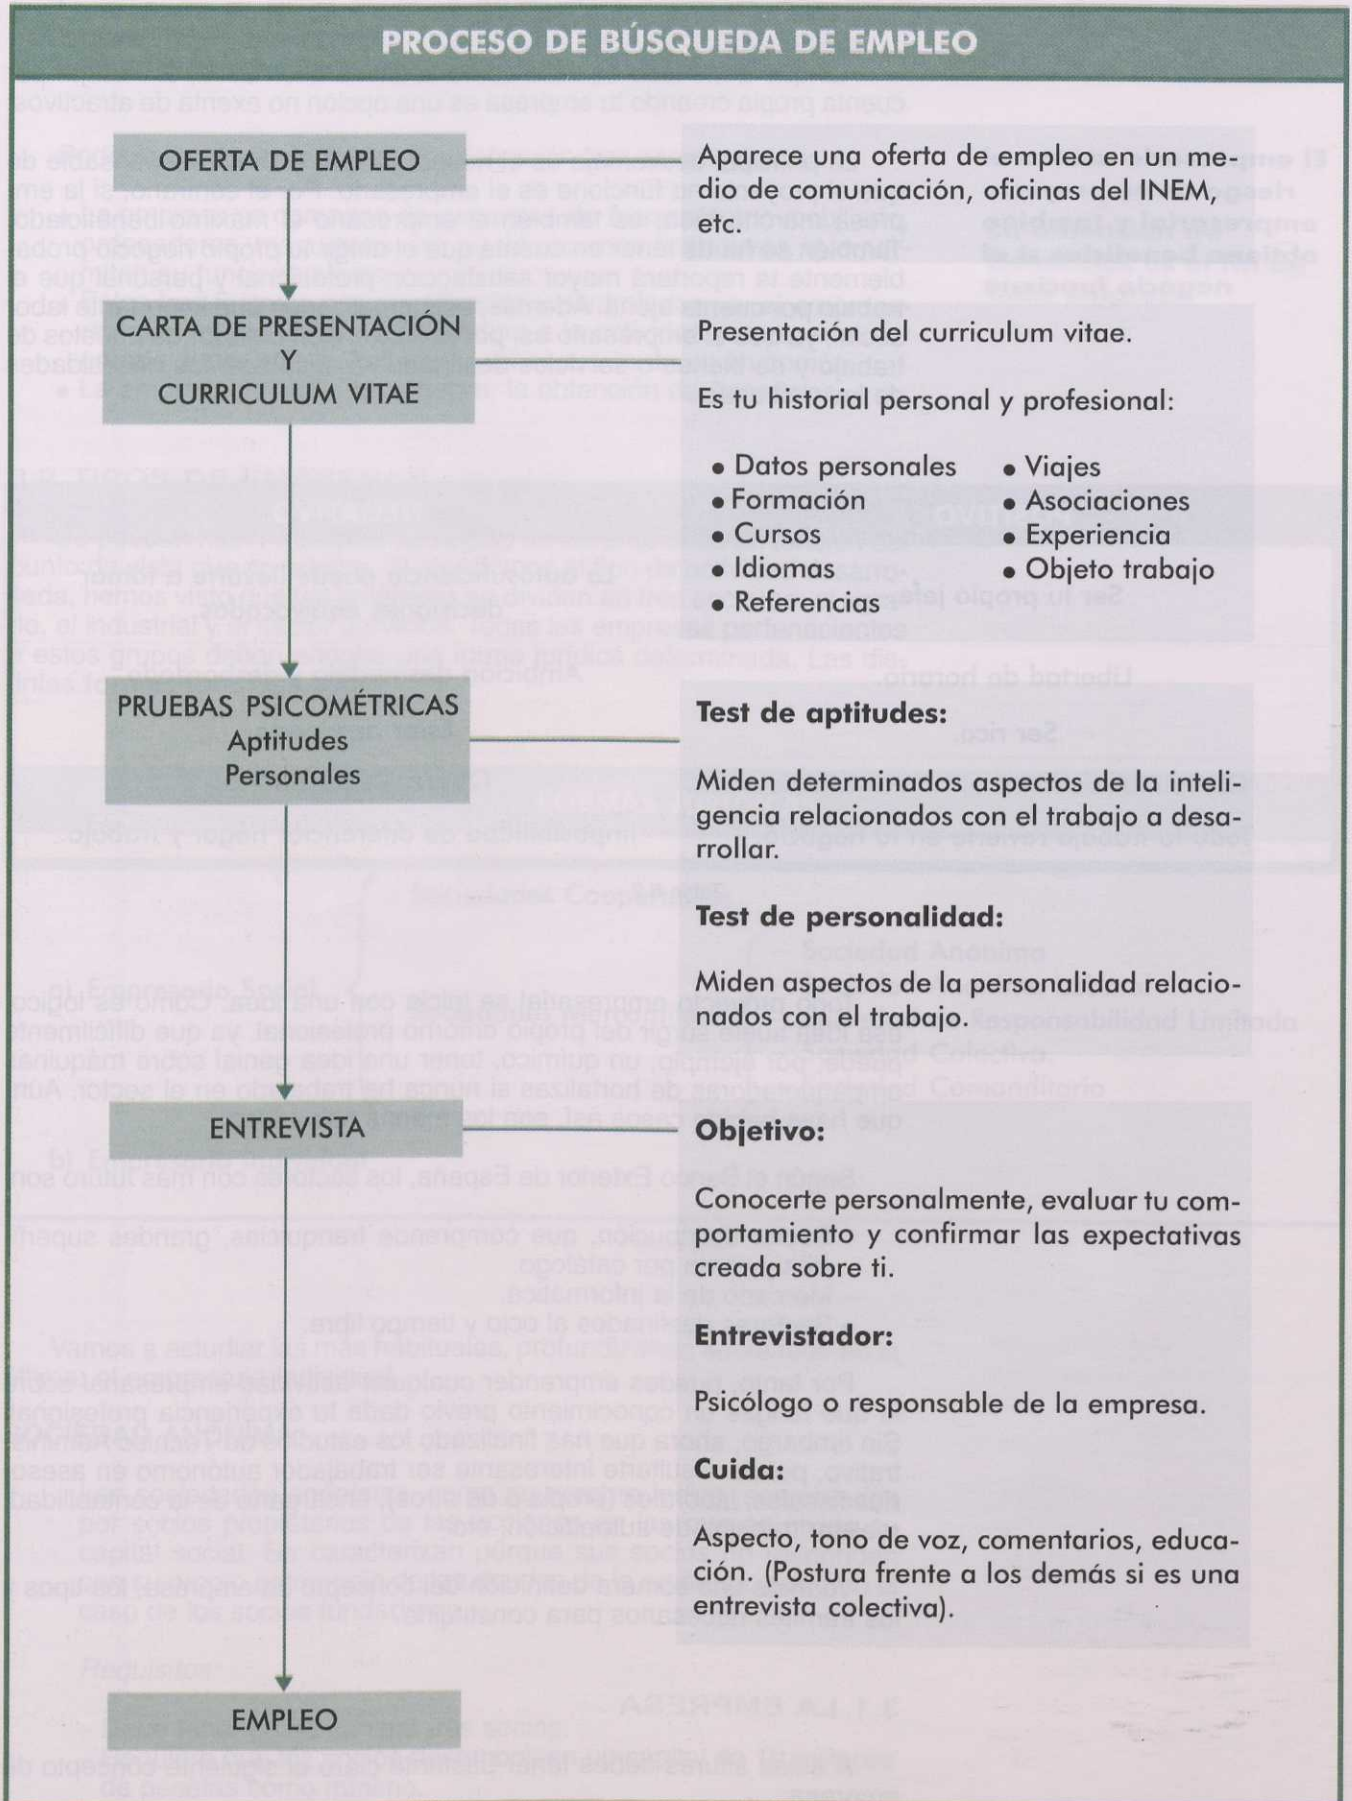 PROCESO DE BÚSQUEDA DE EMPLEO
OFERTA DE EMPLEO
Aparece una oferta de empleo en un me-
dio de comunicación, oficinas del INEM,
etc.
CARTA DE PRESENTACIÓN
Y
CURRICULUM VITAE
Presentación del curriculum vitae.
Es tu historial personal y profesional:
• Datos personales
• Formación
• Cursos
• Idiomas
• Referencias
• Viajes
• Asociaciones
• Experiencia
• Objeto trabajo
PRUEBAS PSICOMÉTRICAS
Aptitudes
Personales
Test de aptitudes:
Miden determinados aspectos de la inteli-
gencia relacionados con el trabajo a desa-
rrollar.
Test de personalidad:
Miden aspectos de la personalidad relacio-
nados con el trabajo.
ENTREVISTA
Objetivo:
Conocerte personalmente, evaluar tu com-
portamiento y confirmar las expectativas
creada sobre ti.
Entrevistador:
Psicólogo o responsable de la empresa.
Cuida:
Aspecto, tono de voz, comentarios, educa-
ción. (Postura frente a los demás si es una
entrevista colectiva).
EMPLEO